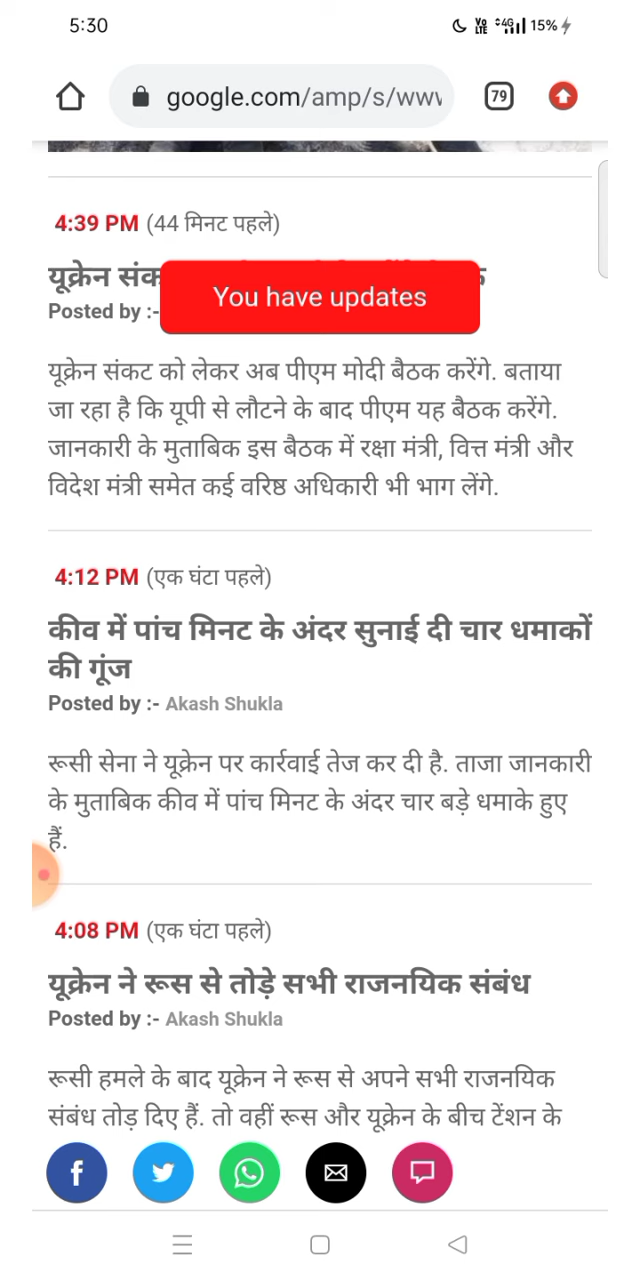 5:30
Vo LTE 4G 15%
google.com/amp/s/www
79
4:39 PM (44 मिनट पहले)
यूक्रेन
You have updates
Posted by :-
यूक्रेन संकट को लेकर अब पीएम मोदी बैठक करेंगे. बताया
जा रहा है कि यूपी से लौटने के बाद पीएम यह बैठक करेंगे.
जानकारी के मुताबिक इस बैठक में रक्षा मंत्री, वित्त मंत्री और
विदेश मंत्री समेत कई वरिष्ठ अधिकारी भी भाग लेंगे.
4:12 PM (एक घंटा पहले)
कीव में पांच मिनट के अंदर सुनाई दी चार धमाकों
की गूंज
Posted by :- Akash Shukla
रूसी सेना ने यूक्रेन पर कार्रवाई तेज कर दी है. ताजा जानकारी
के मुताबिक कीव में पांच मिनट के अंदर चार बड़े धमाके हुए
हैं.
4:08 PM (एक घंटा पहले)
यूक्रेन ने रूस से तोड़े सभी राजनयिक संबंध
Posted by :- Akash Shukla
रूसी हमले के बाद यूक्रेन ने रूस से अपने सभी राजनयिक
संबंध तोड़ दिए हैं. तो वहीं रूस और यूक्रेन के बीच टेंशन के